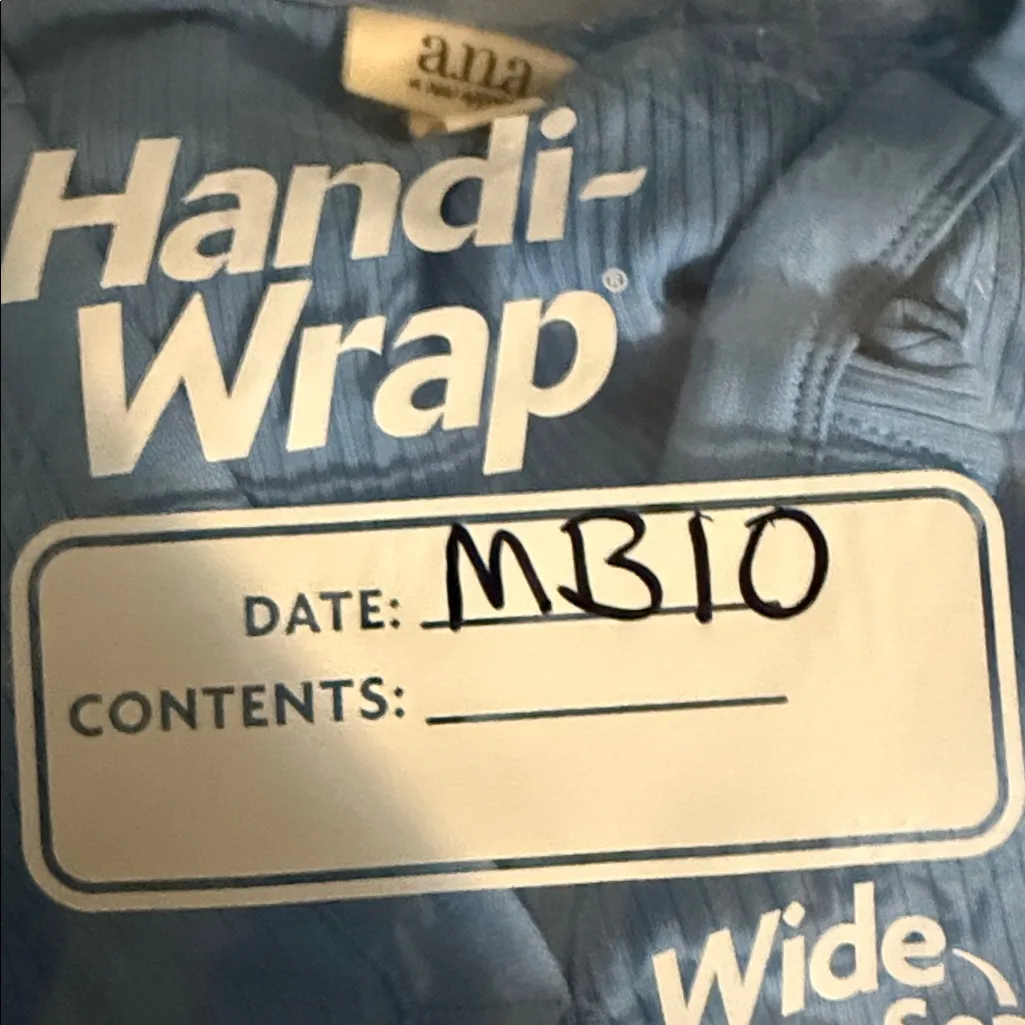 a.n.a
Handi-
Wrap®
DATE: MB10
CONTENTS:
Wide